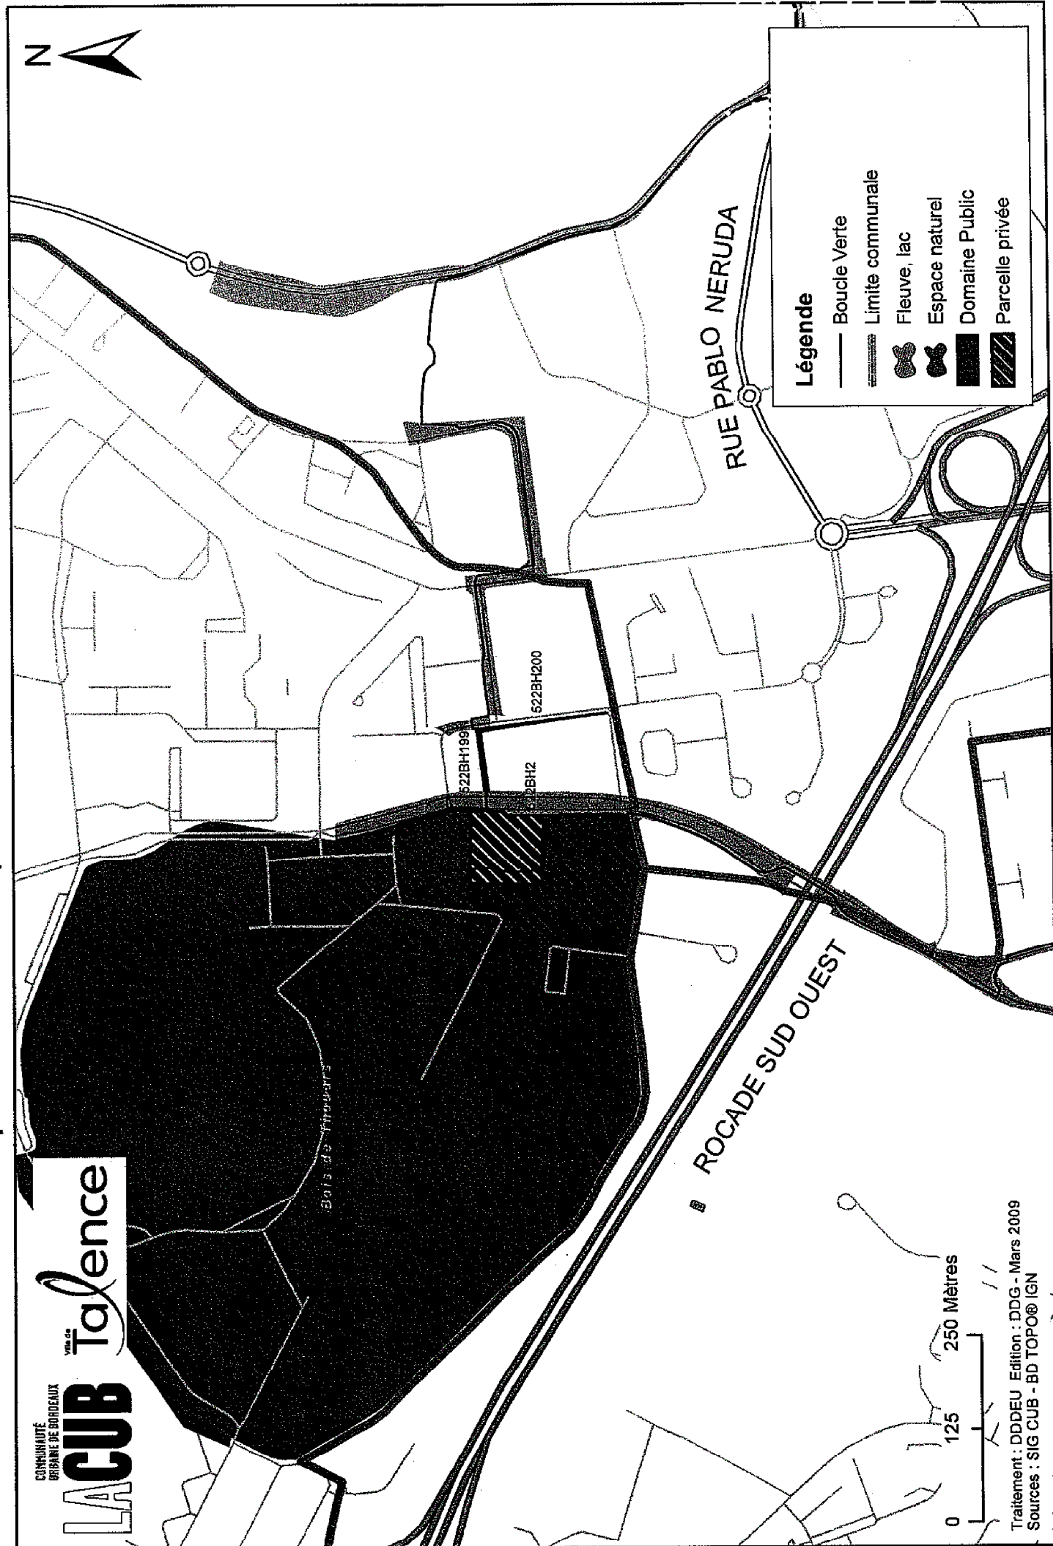 COMMUNAUTÉ
URBAINE DE BORDEAUX
LACUB
Ville de
Talence
N
Bois de Thouars
522BH199
522BH2
522BH200
RUE PABLO NERUDA
ROCADE SUD OUEST
Légende
Boucle Verte
Limite communale
Fleuve, lac
Espace naturel
Domaine Public
Parcelle privée
0 125 250 Mètres
Traitement : DDDEU Edition : DDG - Mars 2009
Sources : SIG CUB - BD TOPO® IGN